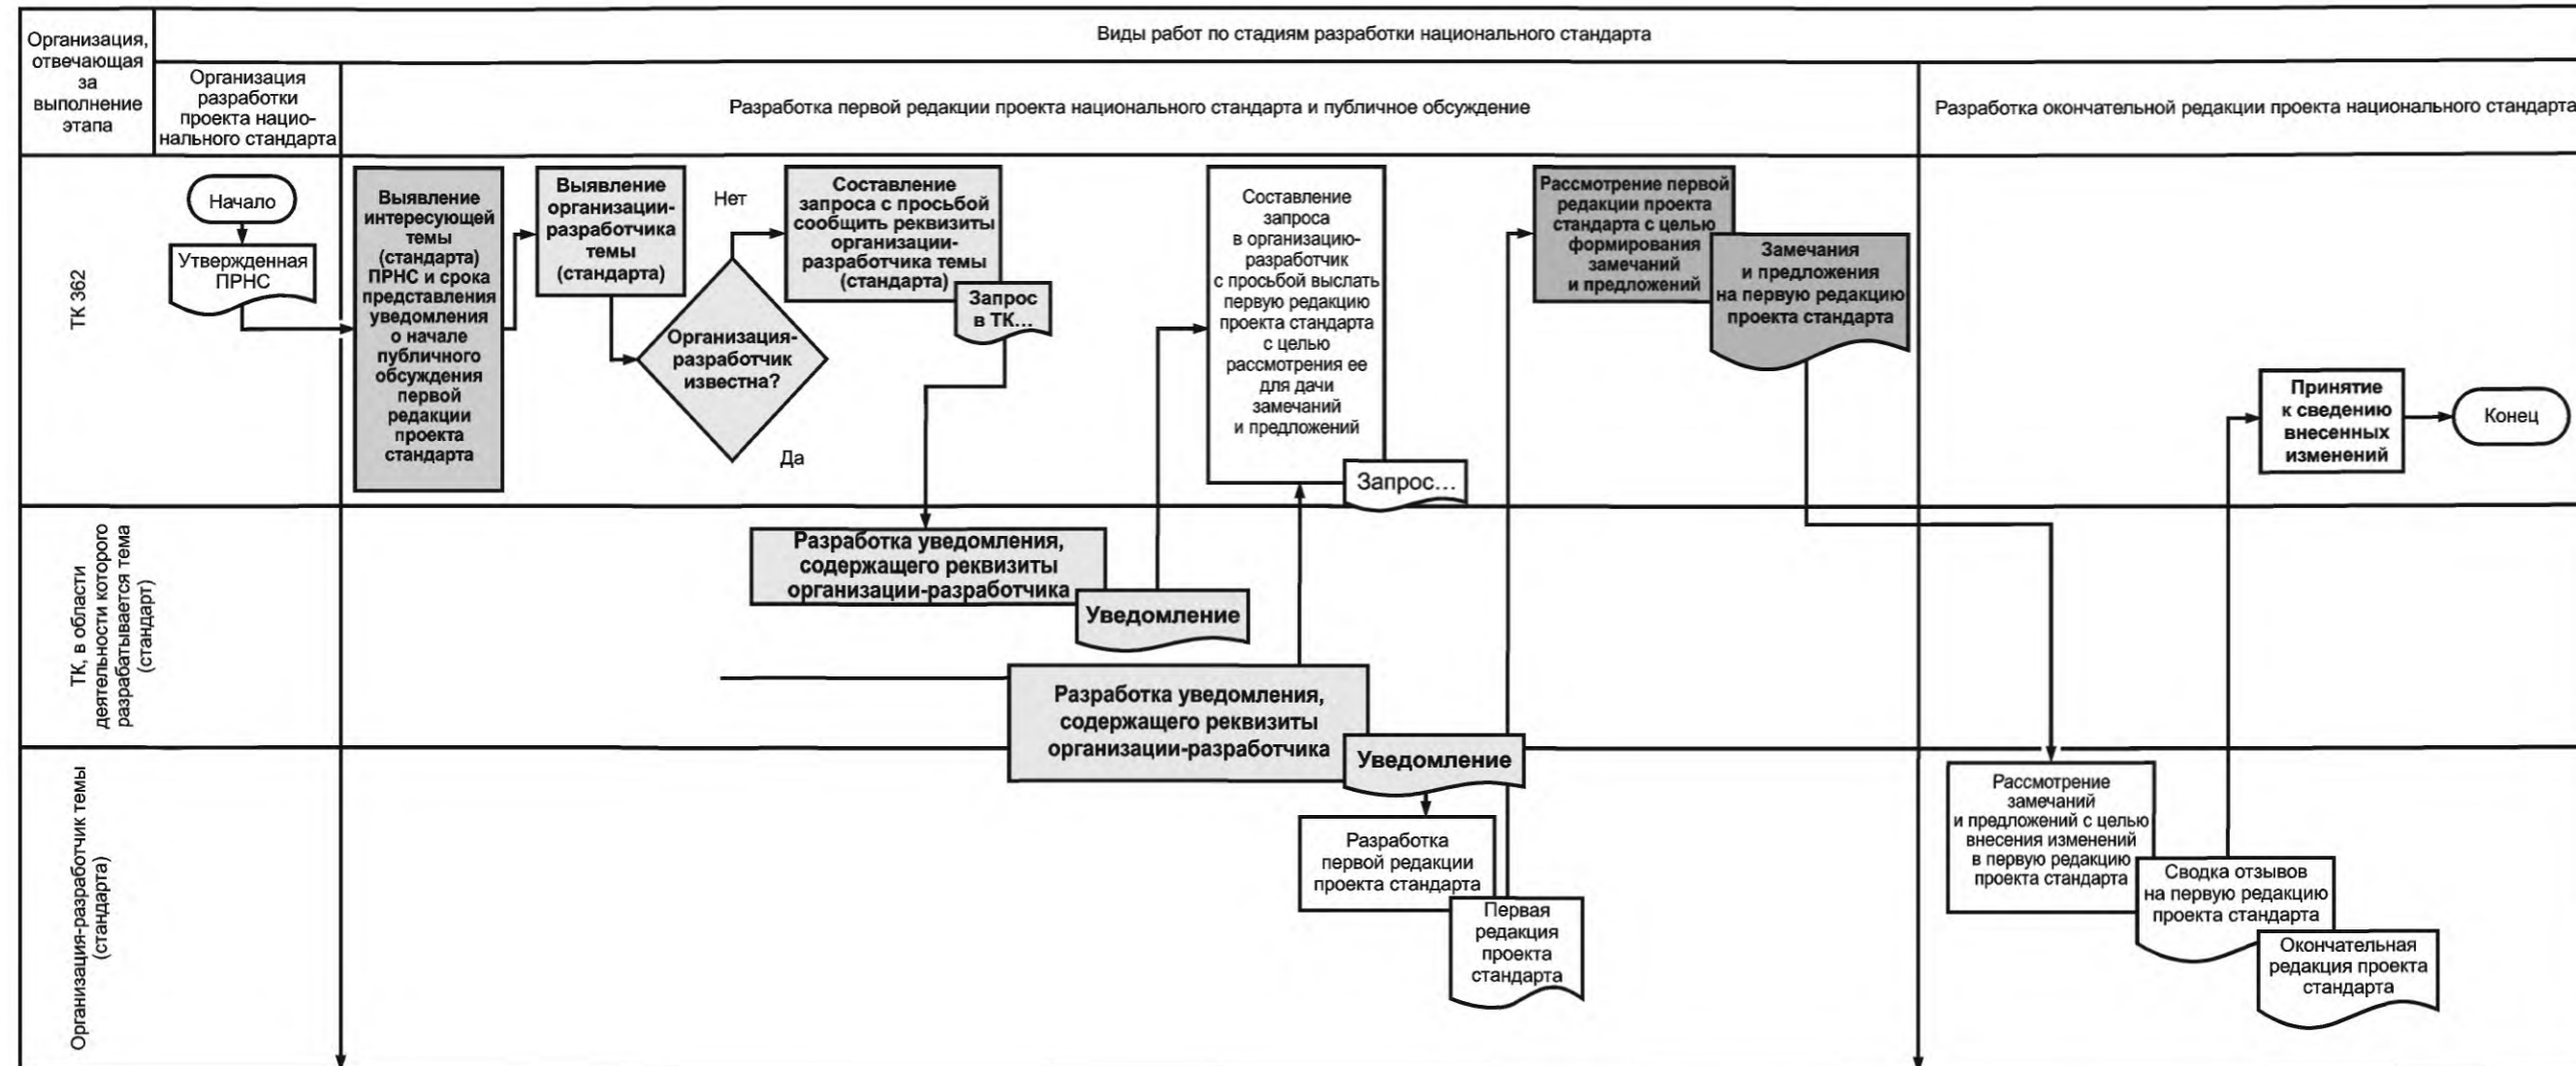 Организация,
отвечающая
за
выполнение
этапа
Виды работ по стадиям разработки национального стандарта
Организация
разработки
проекта нацио-
нального стандарта
Разработка первой редакции проекта национального стандарта и публичное обсуждение
Разработка окончательной редакции проекта национального стандарта
ТК 362
Начало
Утвержденная
ПРНС
Выявление
интересующей
темы
(стандарта)
ПРНС и срока
представления
уведомления
о начале
публичного
обсуждения
первой
редакции
проекта
стандарта
Выявление
организации-
разработчика
темы
(стандарта)
Нет
Организация-
разработчик
известна?
Да
Составление
запроса с просьбой
сообщить реквизиты
организации-
разработчика темы
(стандарта)
Запрос
в ТК...
Составление
запроса
в организацию-
разработчик
с просьбой выслать
первую редакцию
проекта стандарта
с целью
рассмотрения ее
для дачи
замечаний
и предложений
Запрос...
Рассмотрение первой
редакции проекта
стандарта с целью
формирования
замечаний
и предложений
Замечания
и предложения
на первую редакцию
проекта стандарта
Принятие
к сведению
внесенных
изменений
Конец
ТК, в области
деятельности которого
разрабатывается тема
(стандарт)
Разработка уведомления,
содержащего реквизиты
организации-разработчика
Уведомление
Разработка уведомления,
содержащего реквизиты
организации-разработчика
Уведомление
Организация-разработчик темы
(стандарта)
Разработка
первой редакции
проекта стандарта
Первая
редакция
проекта
стандарта
Рассмотрение
замечаний
и предложений с целью
внесения изменений
в первую редакцию
проекта стандарта
Сводка отзывов
на первую редакцию
проекта стандарта
Окончательная
редакция проекта
стандарта